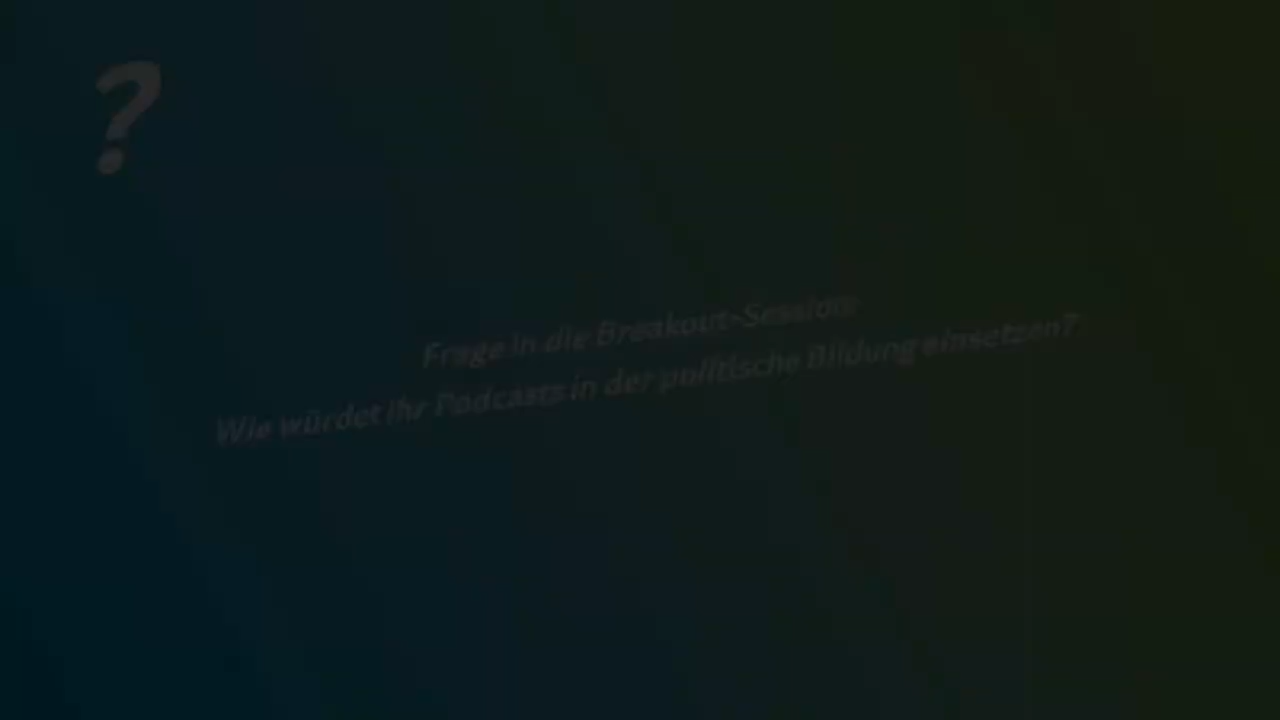 ?
Frage in die Breakout-Session:
Wie würdet ihr Podcasts in der politische Bildung einsetzen?